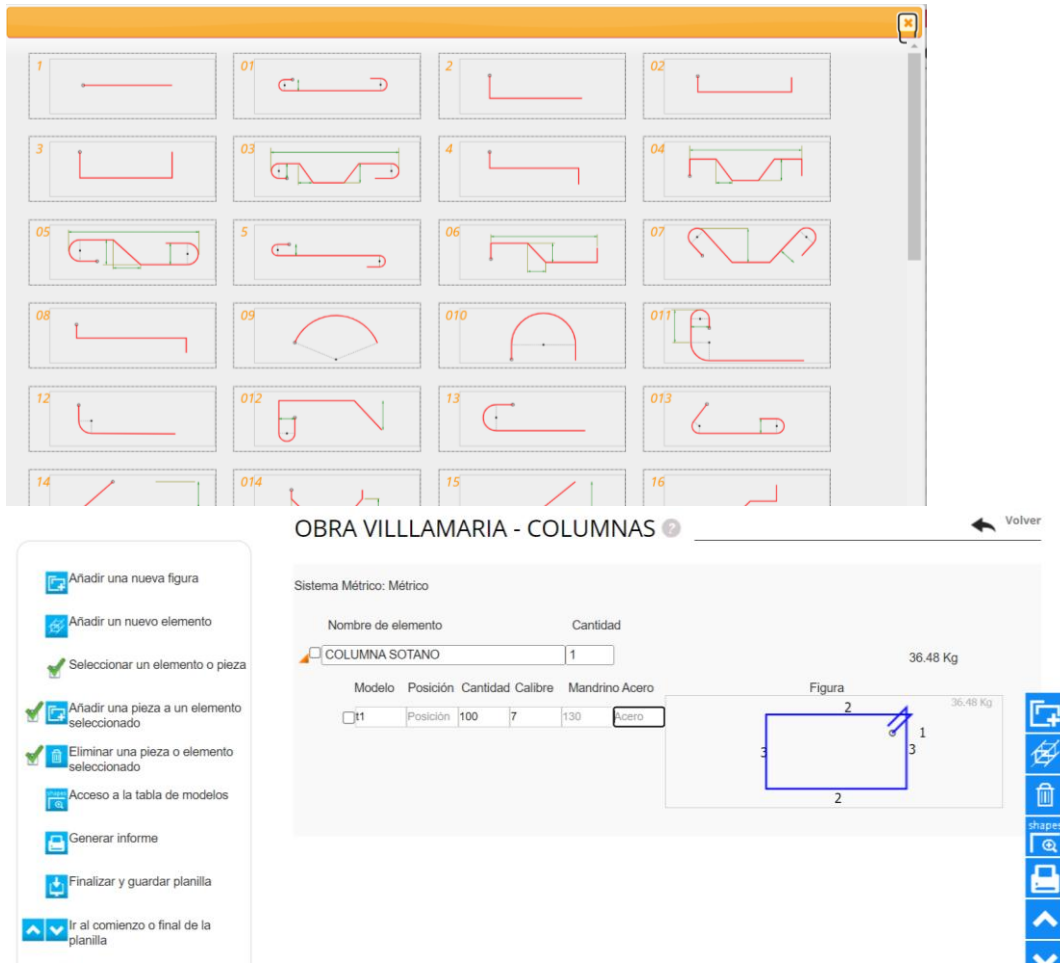 1
01
2
02
3
03
4
04
05
5
06
07
08
09
010
011
12
012
13
013
14
014
15
16
OBRA VILLLAMARIA - COLUMNAS ?
Volver
Añadir una nueva figura
Añadir un nuevo elemento
Seleccionar un elemento o pieza
Añadir una pieza a un elemento
seleccionado
Eliminar una pieza o elemento
seleccionado
shapes
Acceso a la tabla de modelos
Generar informe
Finalizar y guardar planilla
Ir al comienzo o final de la
planilla
Sistema Métrico: Métrico
Nombre de elemento Cantidad
COLUMNA SOTANO 1 36.48 Kg
Modelo Posición Cantidad Calibre Mandrino Acero Figura
t1 Posición 100 7 130 Acero
36.48 Kg
2
1
3
3
2
shapes